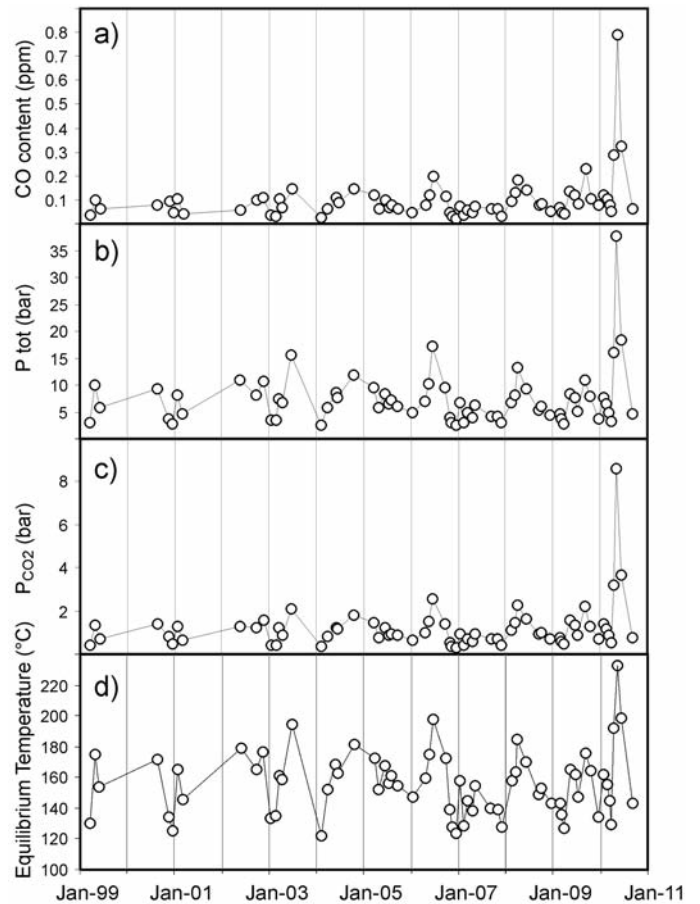 a)
CO content (ppm)
0.8
0.7
0.6
0.5
0.4
0.3
0.2
0.1
b)
P tot (bar)
35
30
25
20
15
10
5
c)
PCO2 (bar)
8
6
4
2
d)
Equilibrium Temperature (°C)
220
200
180
160
140
120
100
Jan-99 Jan-01 Jan-03 Jan-05 Jan-07 Jan-09 Jan-11